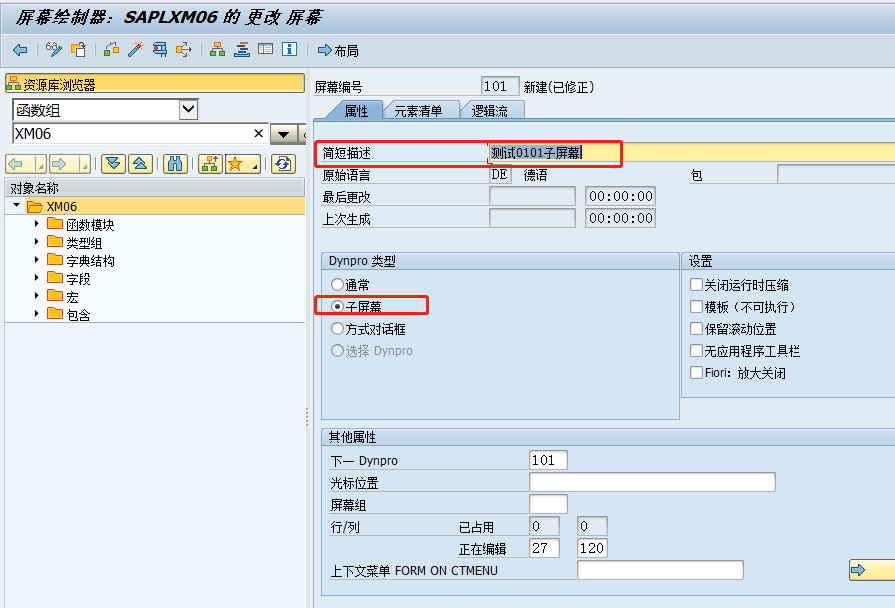 屏幕绘制器: SAPLXM06 的 更改 屏幕
布局
资源库浏览器
函数组
XM06
对象名称
XM06
函数模块
类型组
字典结构
字段
宏
包含
屏幕编号 101 新建(已修正)
属性 元素清单 逻辑流
简短描述 测试0101子屏幕
原始语言 DE 德语 包
最后更改 00:00:00
上次生成 00:00:00
Dynpro 类型 设置
通常 关闭运行时压缩
子屏幕 模板（不可执行）
方式对话框 保留滚动位置
选择 Dynpro 无应用程序工具栏
Fiori: 放大关闭
其他属性
下一 Dynpro 101
光标位置
屏幕组
行/列 已占用 0 0
正在编辑 27 120
上下文菜单 FORM ON CTMENU